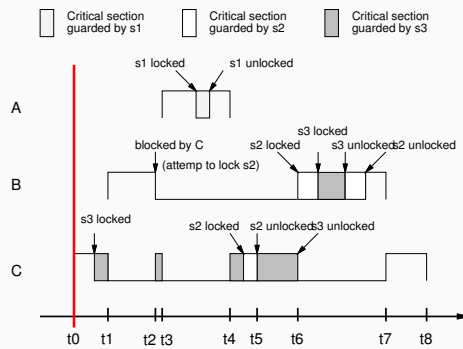 Critical section
guarded by s1
Critical section
guarded by s2
Critical section
guarded by s3
s1 locked
s1 unlocked
A
s3 locked
blocked by C
s2 locked
s3 unlocked
s2 unlocked
(attemp to lock s2)
B
s3 locked
s2 locked
s2 unlocked
s3 unlocked
C
t0 t1 t2 t3 t4 t5 t6 t7 t8